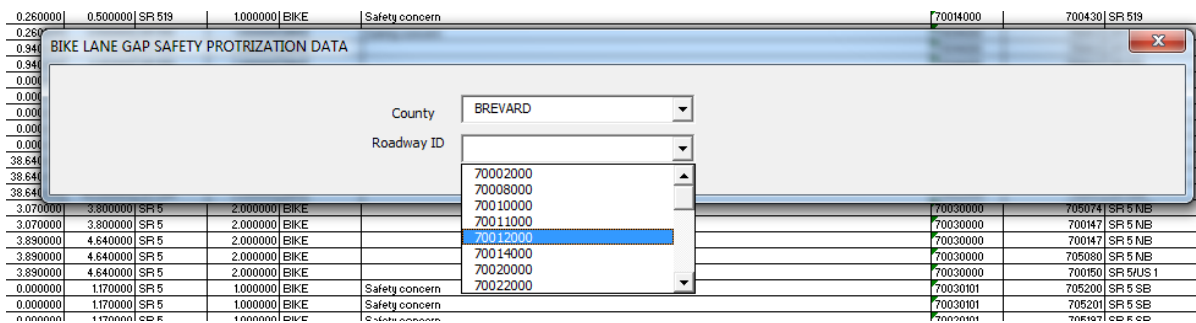 0.260000 0.500000 SR 519 1.000000 BIKE Safety concern 70014000 700430 SR 519
BIKE LANE GAP SAFETY PROTRIZATION DATA
County BREVARD
Roadway ID
70002000
70008000
70010000
70011000
70012000
70014000
70020000
70022000
3.070000 3.800000 SR 5 2.000000 BIKE 70030000 705074 SR 5 NB
3.070000 3.800000 SR 5 2.000000 BIKE 70030000 700147 SR 5 NB
3.890000 4.640000 SR 5 2.000000 BIKE 70030000 700147 SR 5 NB
3.890000 4.640000 SR 5 2.000000 BIKE 70030000 705080 SR 5 NB
3.890000 4.640000 SR 5 2.000000 BIKE 70030000 700150 SR 5/US 1
0.000000 1.170000 SR 5 1.000000 BIKE Safety concern 70030101 705200 SR 5 SB
0.000000 1.170000 SR 5 1.000000 BIKE Safety concern 70030101 705201 SR 5 SB